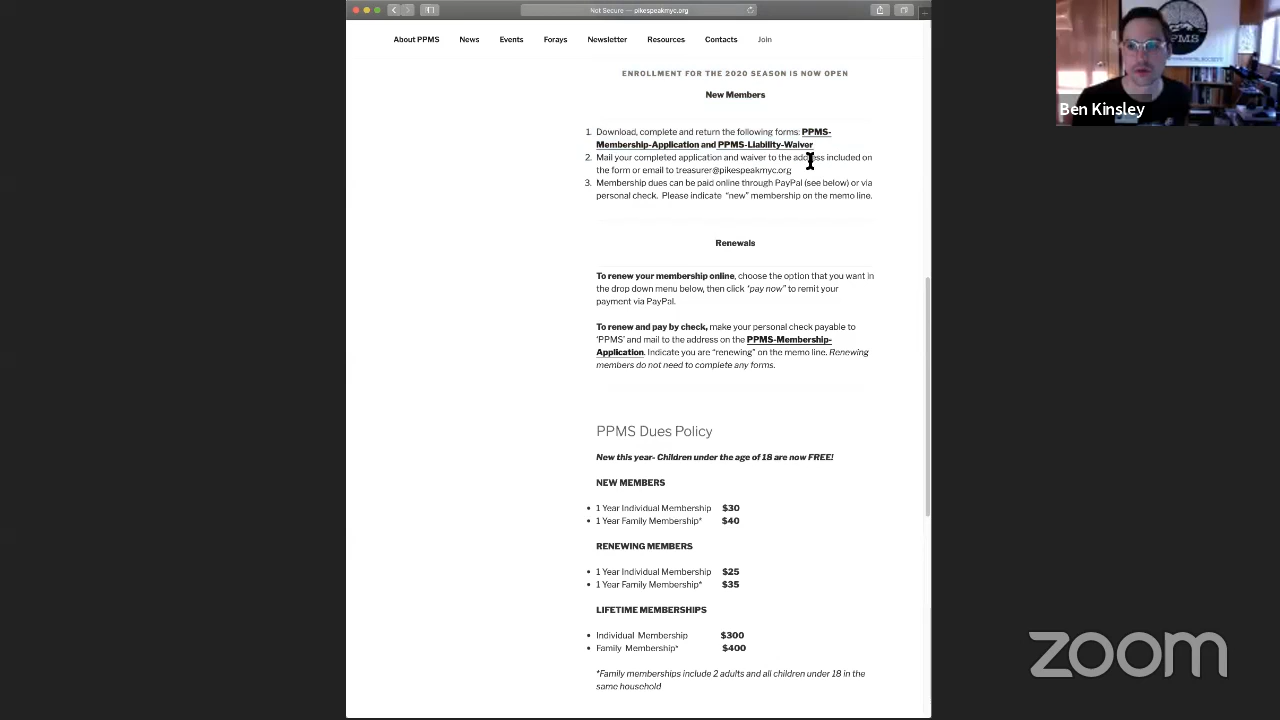 Not Secure — pikespeakmyc.org
About PPMS News Events Forays Newsletter Resources Contacts Join
ENROLLMENT FOR THE 2020 SEASON IS NOW OPEN
New Members
1. Download, complete and return the following forms: PPMS-
Membership-Application and PPMS-Liability-Waiver
2. Mail your completed application and waiver to the address included on
the form or email to treasurer@pikespeakmyc.org
3. Membership dues can be paid online through PayPal (see below) or via
personal check. Please indicate “new” membership on the memo line.
Renewals
To renew your membership online, choose the option that you want in
the drop down menu below, then click ‘pay now” to remit your
payment via PayPal.
To renew and pay by check, make your personal check payable to
‘PPMS’ and mail to the address on the PPMS-Membership-
Application. Indicate you are “renewing” on the memo line. Renewing
members do not need to complete any forms.
PPMS Dues Policy
New this year- Children under the age of 18 are now FREE!
NEW MEMBERS
• 1 Year Individual Membership $30
• 1 Year Family Membership* $40
RENEWING MEMBERS
• 1 Year Individual Membership $25
• 1 Year Family Membership* $35
LIFETIME MEMBERSHIPS
• Individual Membership $300
• Family Membership* $400
*Family memberships include 2 adults and all children under 18 in the
same household
PMS
Ben Kinsley
zoom